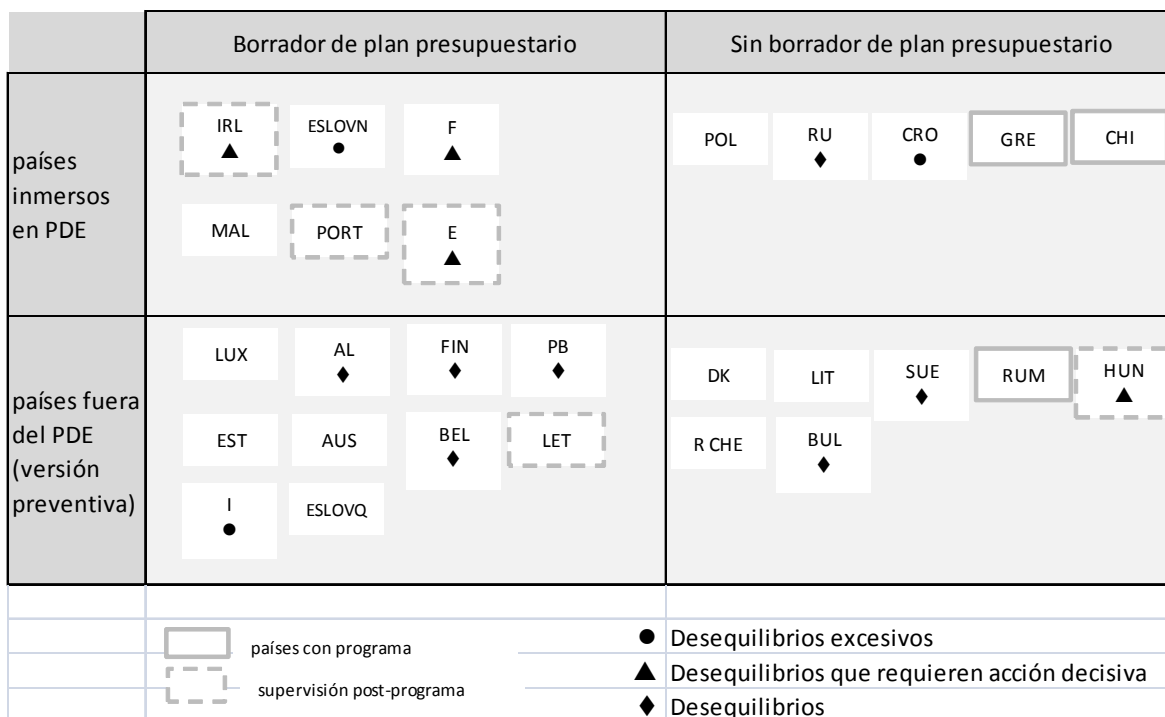 Borrador de plan presupuestario
Sin borrador de plan presupuestario
países
inmersos
en PDE
IRL
ESLOVN
F
MAL
PORT
E
POL
RU
CRO
GRE
CHI
países fuera
del PDE
(versión
preventiva)
LUX
AL
FIN
PB
EST
AUS
BEL
LET
I
ESLOVQ
DK
LIT
SUE
RUM
HUN
R CHE
BUL
países con programa
supervisión post-programa
Desequilibrios excesivos
Desequilibrios que requieren acción decisiva
Desequilibrios